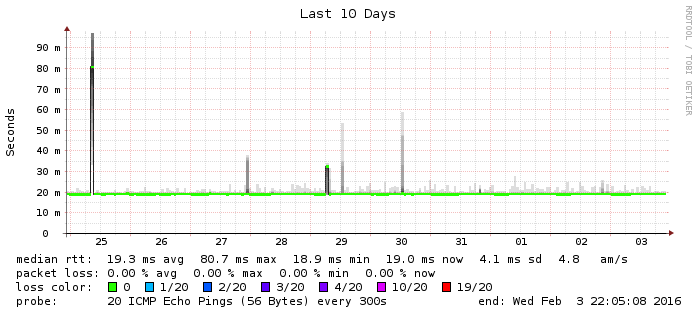 Last 10 Days
RRDTOOL / TOBI OETIKER
Seconds
90 m
80 m
70 m
60 m
50 m
40 m
30 m
20 m
10 m
0
25 26 27 28 29 30 31 01 02 03
median rtt: 19.3 ms avg 80.7 ms max 18.9 ms min 19.0 ms now 4.1 ms sd 4.8 am/s
packet loss: 0.00 % avg 0.00 % max 0.00 % min 0.00 % now
loss color: 0 1/20 2/20 3/20 4/20 10/20 19/20
probe: 20 ICMP Echo Pings (56 Bytes) every 300s end: Wed Feb 3 22:05:08 2016